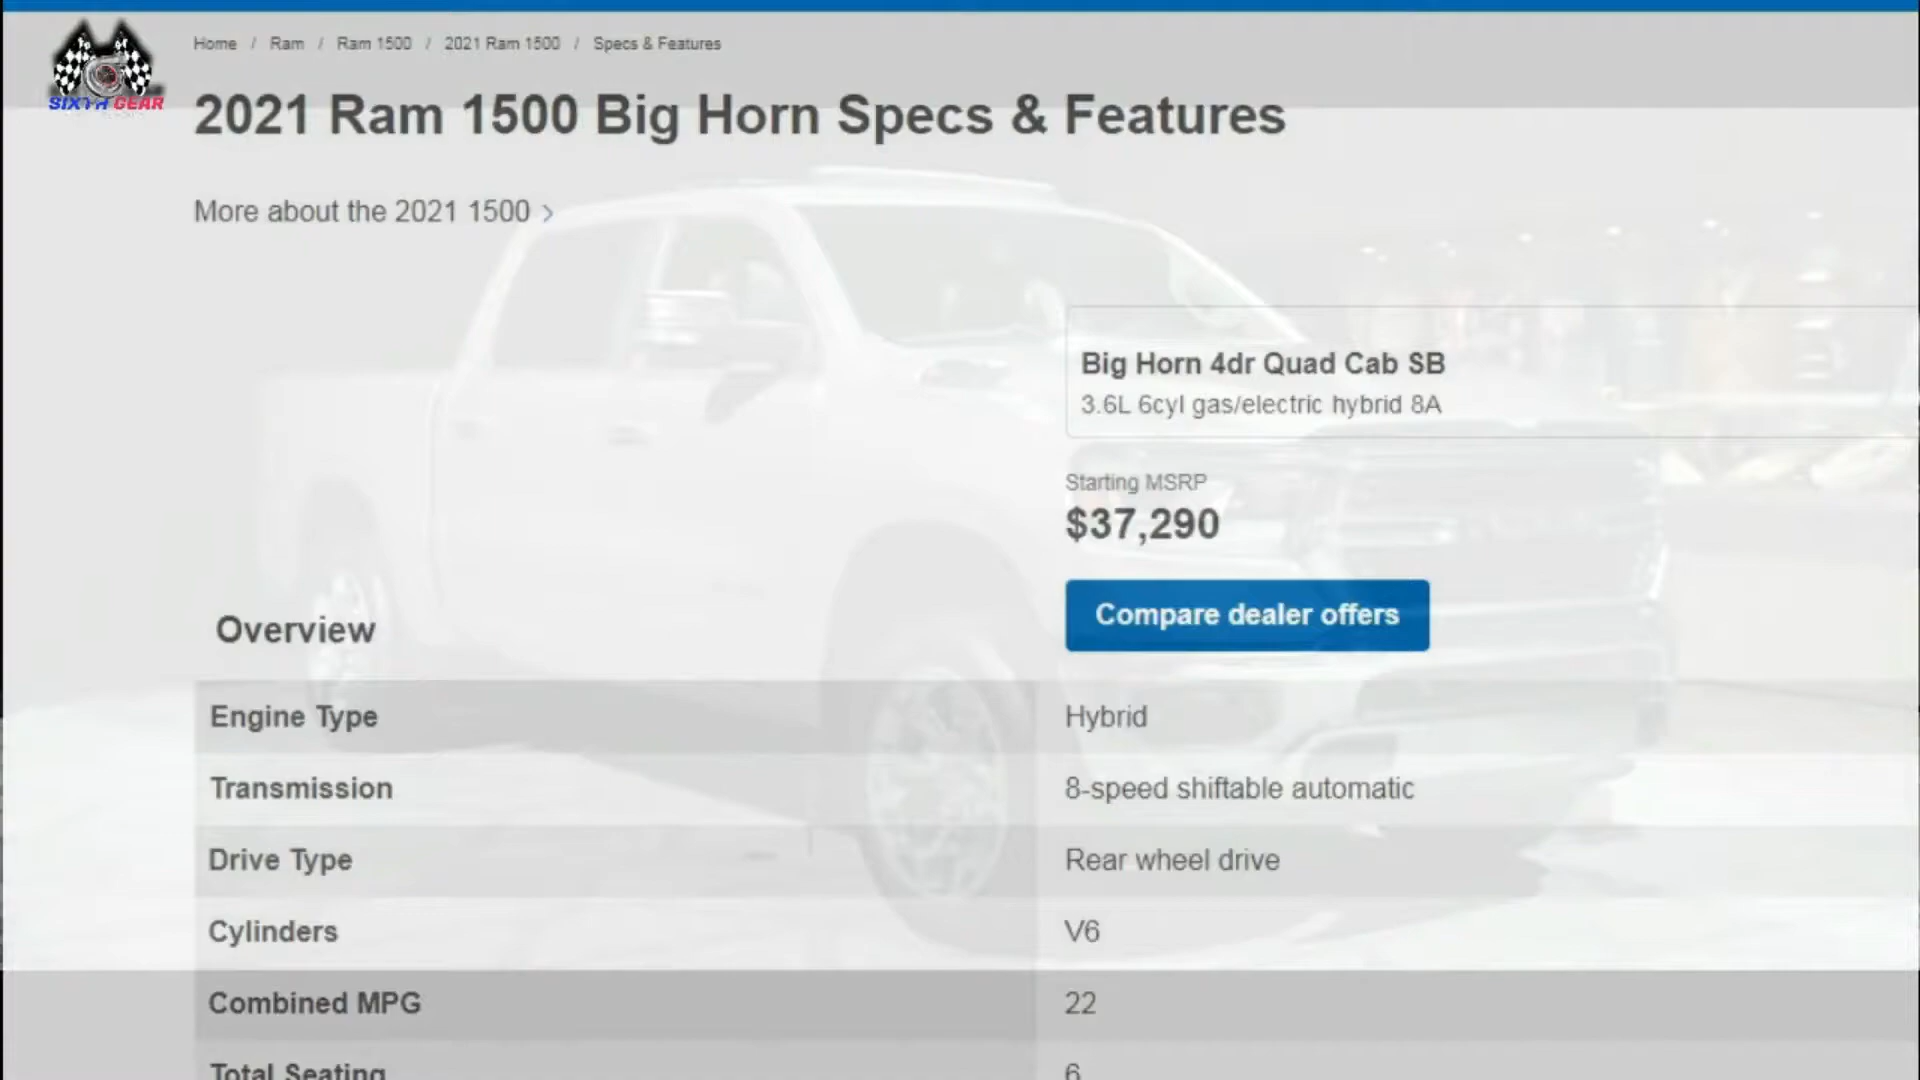 SIXTH GEAR
Home / Ram / Ram 1500 / 2021 Ram 1500 / Specs & Features
2021 Ram 1500 Big Horn Specs & Features
More about the 2021 1500 >
Big Horn 4dr Quad Cab SB
3.6L 6cyl gas/electric hybrid 8A
Starting MSRP
$37,290
Compare dealer offers
Overview
Engine Type Hybrid
Transmission 8-speed shiftable automatic
Drive Type Rear wheel drive
Cylinders V6
Combined MPG 22
Total Seating 6